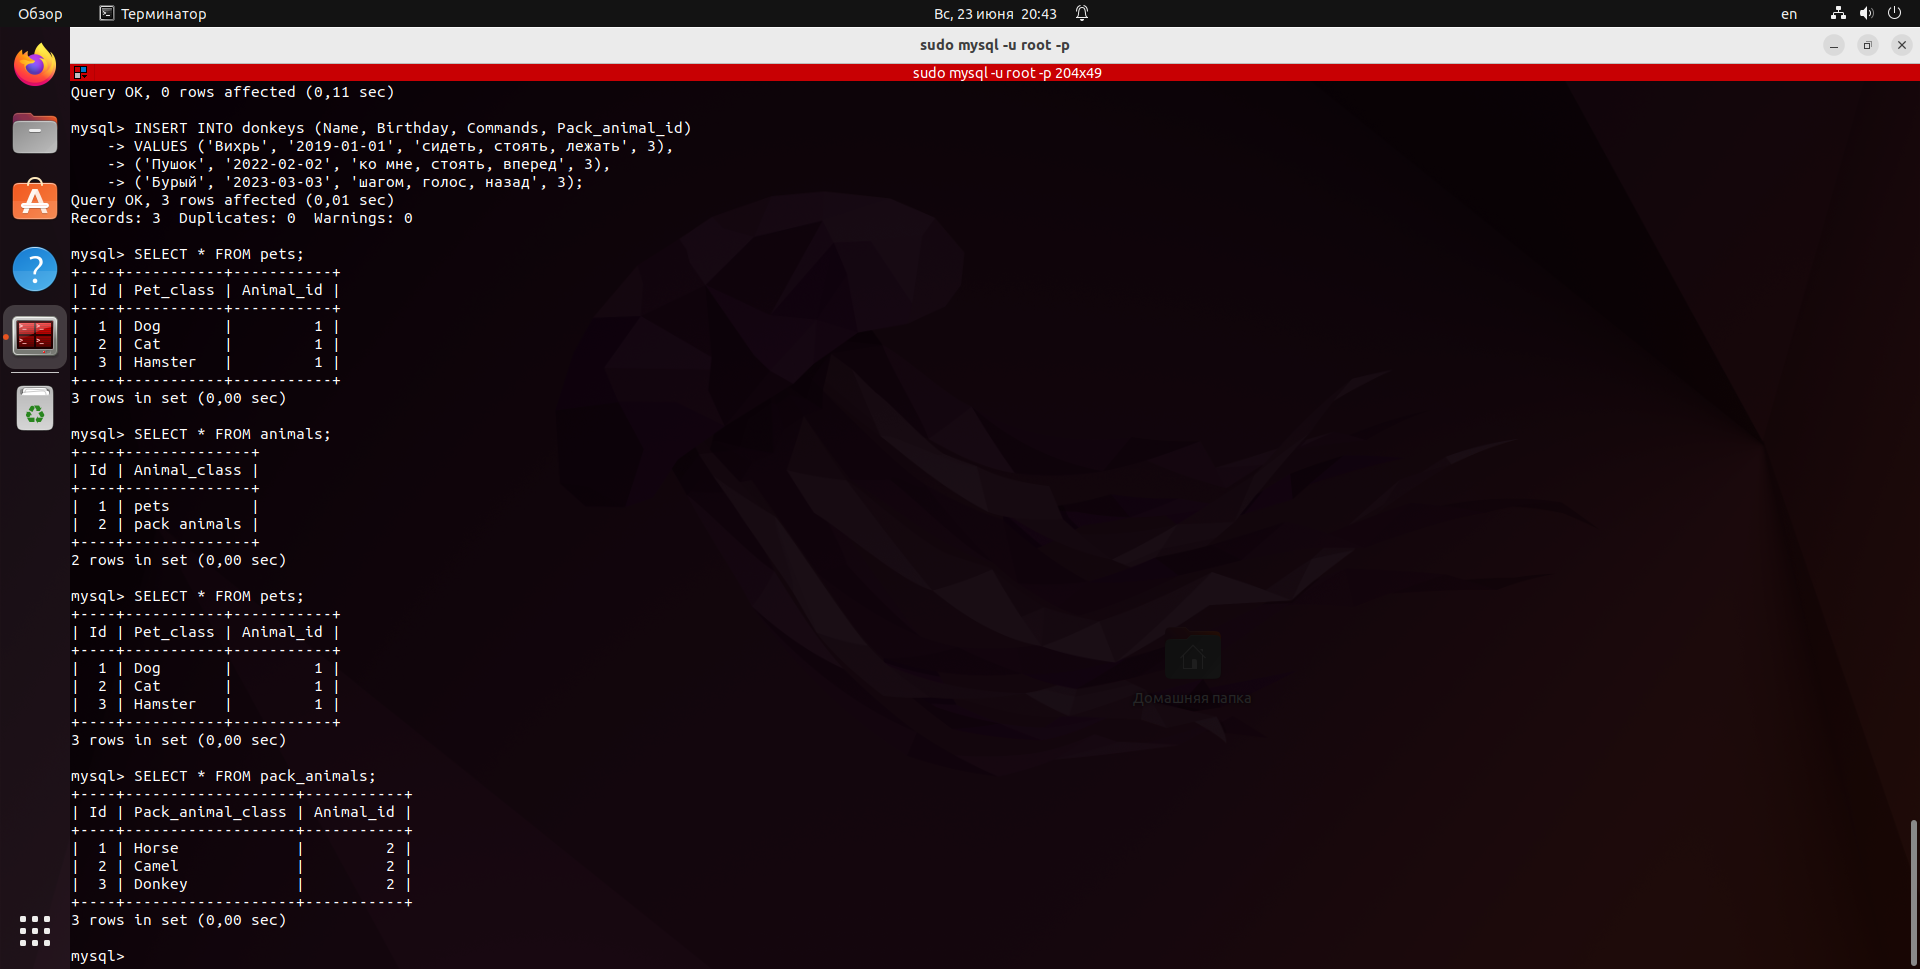 Обзор
Терминатор
Вс, 23 июня  20:43
en
sudo mysql -u root -p
sudo mysql -u root -p 204x49
Query OK, 0 rows affected (0,11 sec)
mysql> INSERT INTO donkeys (Name, Birthday, Commands, Pack_animal_id)
    -> VALUES ('Вихрь', '2019-01-01', 'сидеть, стоять, лежать', 3),
    -> ('Пушок', '2022-02-02', 'ко мне, стоять, вперед', 3),
    -> ('Бурый', '2023-03-03', 'шагом, голос, назад', 3);
Query OK, 3 rows affected (0,01 sec)
Records: 3  Duplicates: 0  Warnings: 0
mysql> SELECT * FROM pets;
+----+-----------+-----------+
| Id | Pet_class | Animal_id |
+----+-----------+-----------+
|  1 | Dog       |         1 |
|  2 | Cat       |         1 |
|  3 | Hamster   |         1 |
+----+-----------+-----------+
3 rows in set (0,00 sec)
mysql> SELECT * FROM animals;
+----+--------------+
| Id | Animal_class |
+----+--------------+
|  1 | pets         |
|  2 | pack animals |
+----+--------------+
2 rows in set (0,00 sec)
mysql> SELECT * FROM pets;
+----+-----------+-----------+
| Id | Pet_class | Animal_id |
+----+-----------+-----------+
|  1 | Dog       |         1 |
|  2 | Cat       |         1 |
|  3 | Hamster   |         1 |
+----+-----------+-----------+
3 rows in set (0,00 sec)
Домашняя папка
mysql> SELECT * FROM pack_animals;
+----+-------------------+-----------+
| Id | Pack_animal_class | Animal_id |
+----+-------------------+-----------+
|  1 | Horse             |         2 |
|  2 | Camel             |         2 |
|  3 | Donkey            |         2 |
+----+-------------------+-----------+
3 rows in set (0,00 sec)
mysql>